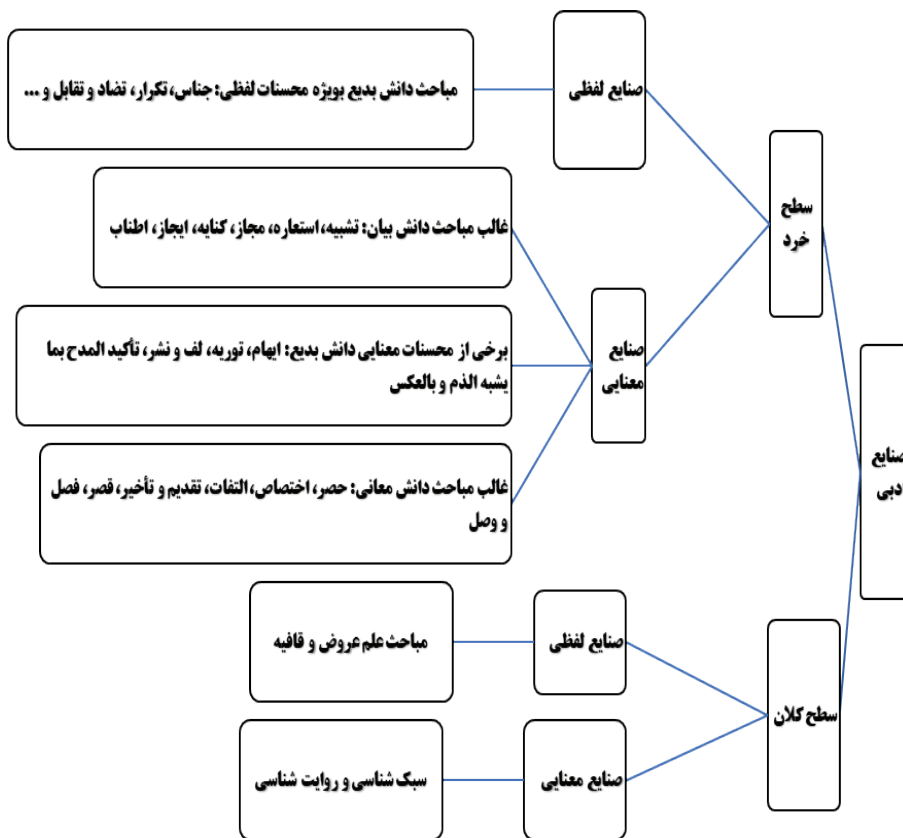 صنایع
ادبی
سطح
خرد
صنایع لفظی
مباحث دانش بدیع بویژه محسنات لفظی: جناس، تکرار، تضاد و تقابل و ...
صنایع
معنایی
غالب مباحث دانش بیان: تشبیه، استعاره، مجاز، کنایه، ایجاز، اطناب
برخی از محسنات معنایی دانش بدیع: ایهام، توریه، لف و نشر، تأکید المدح بما
یشبه الذم و بالعکس
غالب مباحث دانش معانی: حصر، اختصاص، التفات، تقدیم و تأخیر، قصر، فصل
و وصل
سطح کلان
صنایع لفظی
مباحث علم عروض و قافیه
صنایع معنایی
سبک شناسی و روایت شناسی